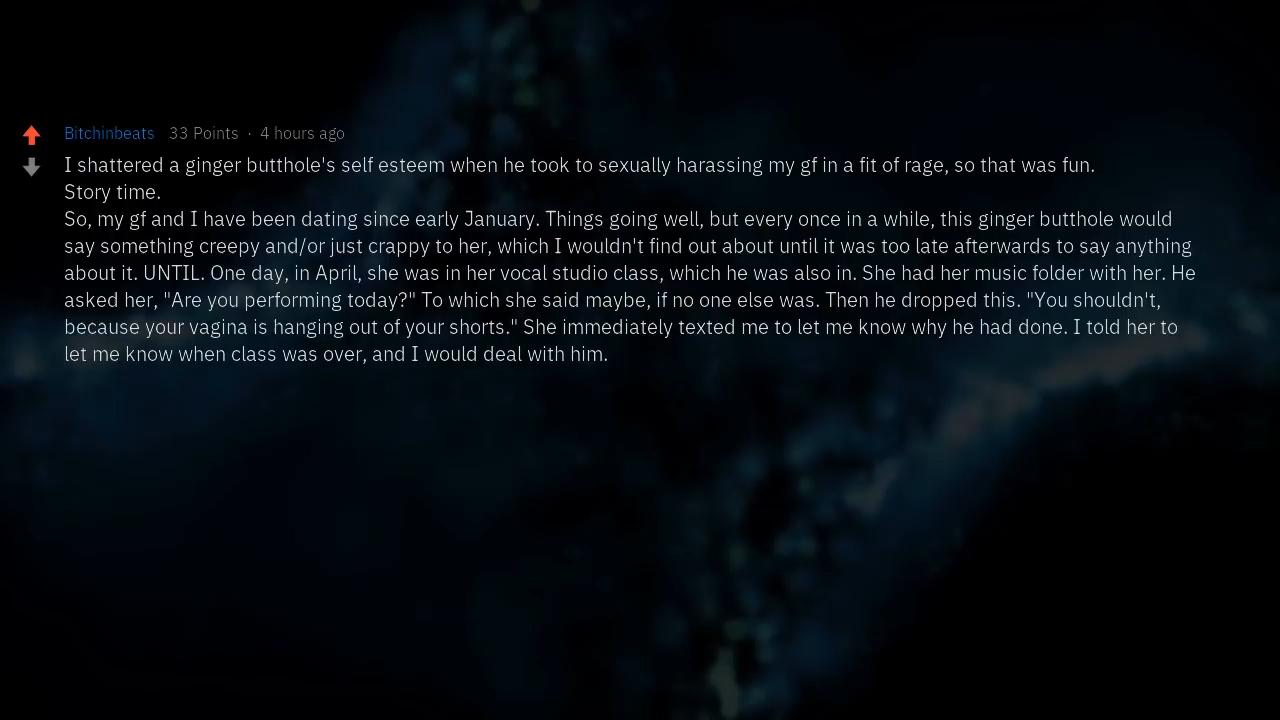 Bitchinbeats 33 Points · 4 hours ago
I shattered a ginger butthole's self esteem when he took to sexually harassing my gf in a fit of rage, so that was fun.
Story time.
So, my gf and I have been dating since early January. Things going well, but every once in a while, this ginger butthole would
say something creepy and/or just crappy to her, which I wouldn't find out about until it was too late afterwards to say anything
about it. UNTIL. One day, in April, she was in her vocal studio class, which he was also in. She had her music folder with her. He
asked her, "Are you performing today?" To which she said maybe, if no one else was. Then he dropped this. "You shouldn't,
because your vagina is hanging out of your shorts." She immediately texted me to let me know why he had done. I told her to
let me know when class was over, and I would deal with him.